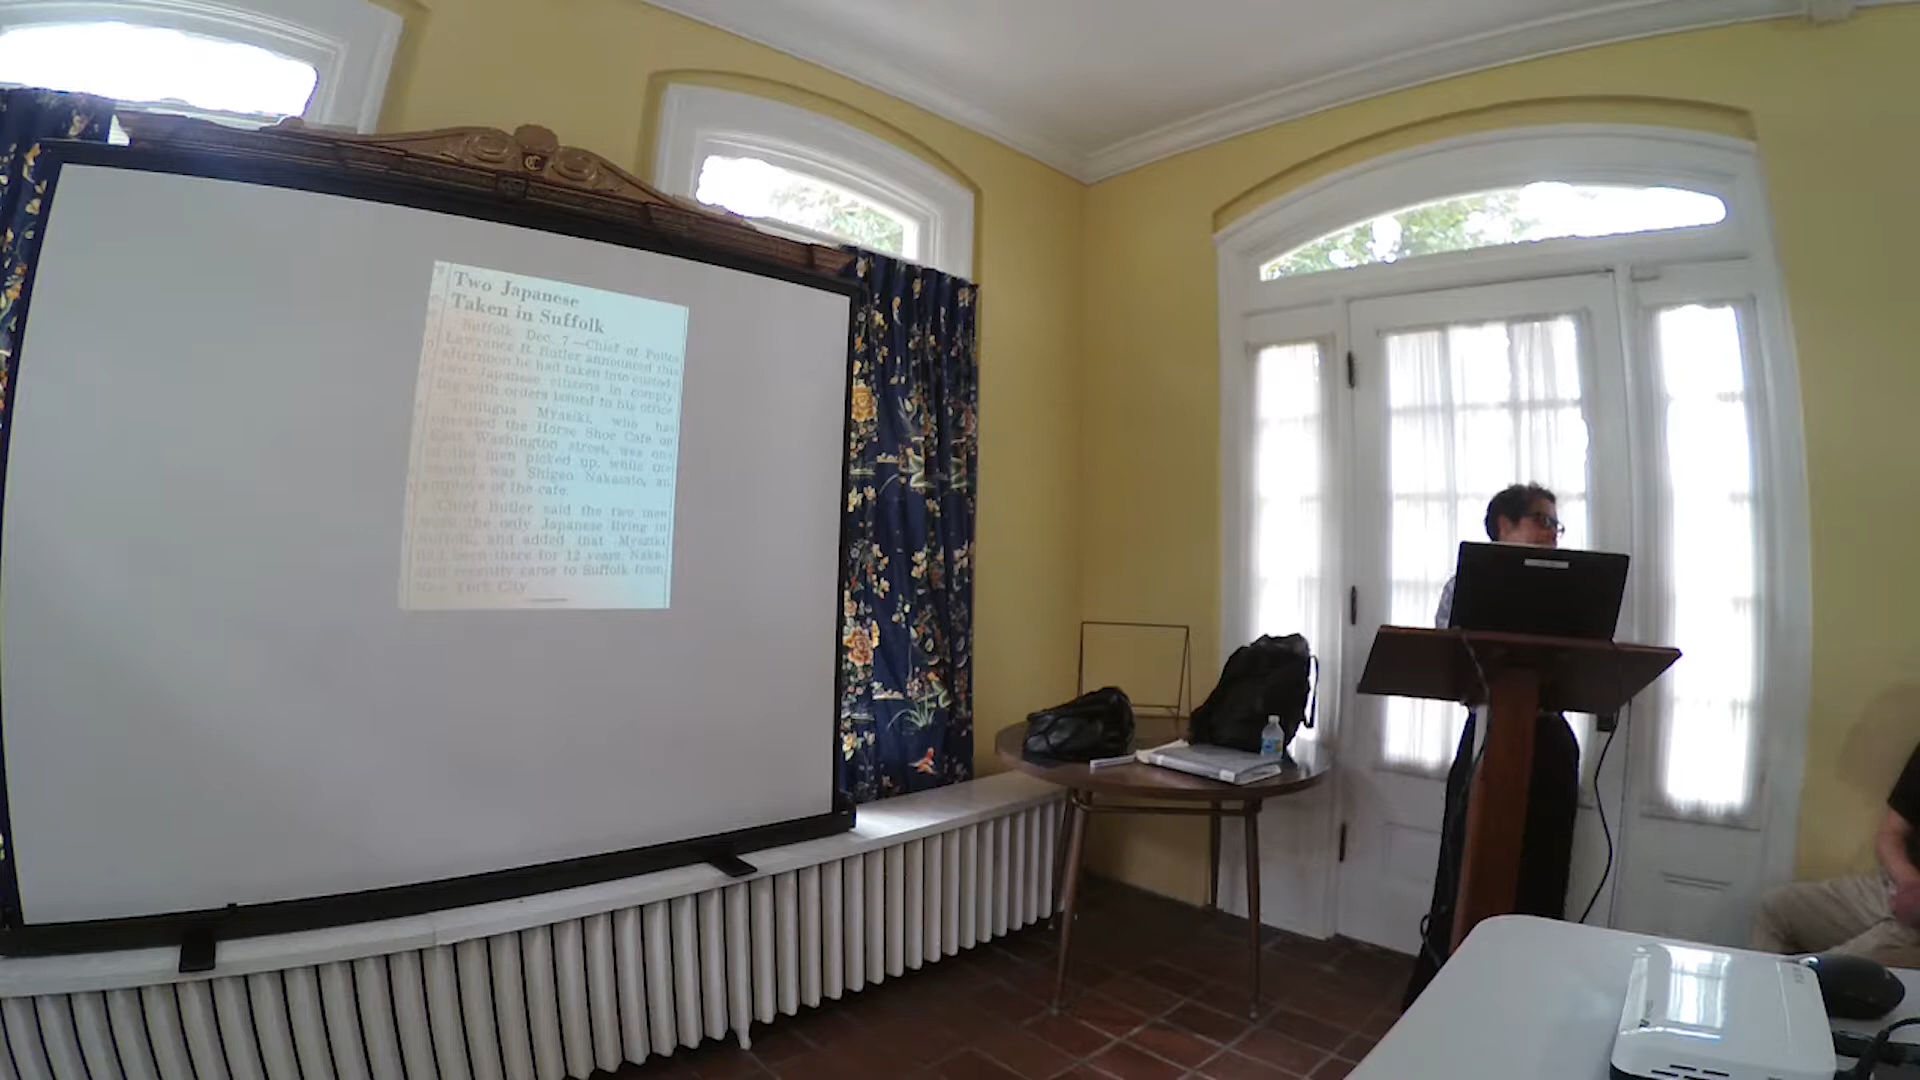 Two Japanese
Taken in Suffolk
Suffolk, Dec. 7—Chief of Police
Lawrence R. Butler announced this
afternoon he had taken into custody
two Japanese citizens in comply-
ing with orders issued to his office
Myaziki, who has
operated the Horse Shoe Cafe on
East Washington street, was one
of the men picked up, while the
second was Shigeo Nakasato, an
employe of the cafe.
Chief Butler said the two men
were the only Japanese living in
Suffolk, and added that Myaziki
had been there for 12 years. Naka-
sato recently came to Suffolk from
New York City.